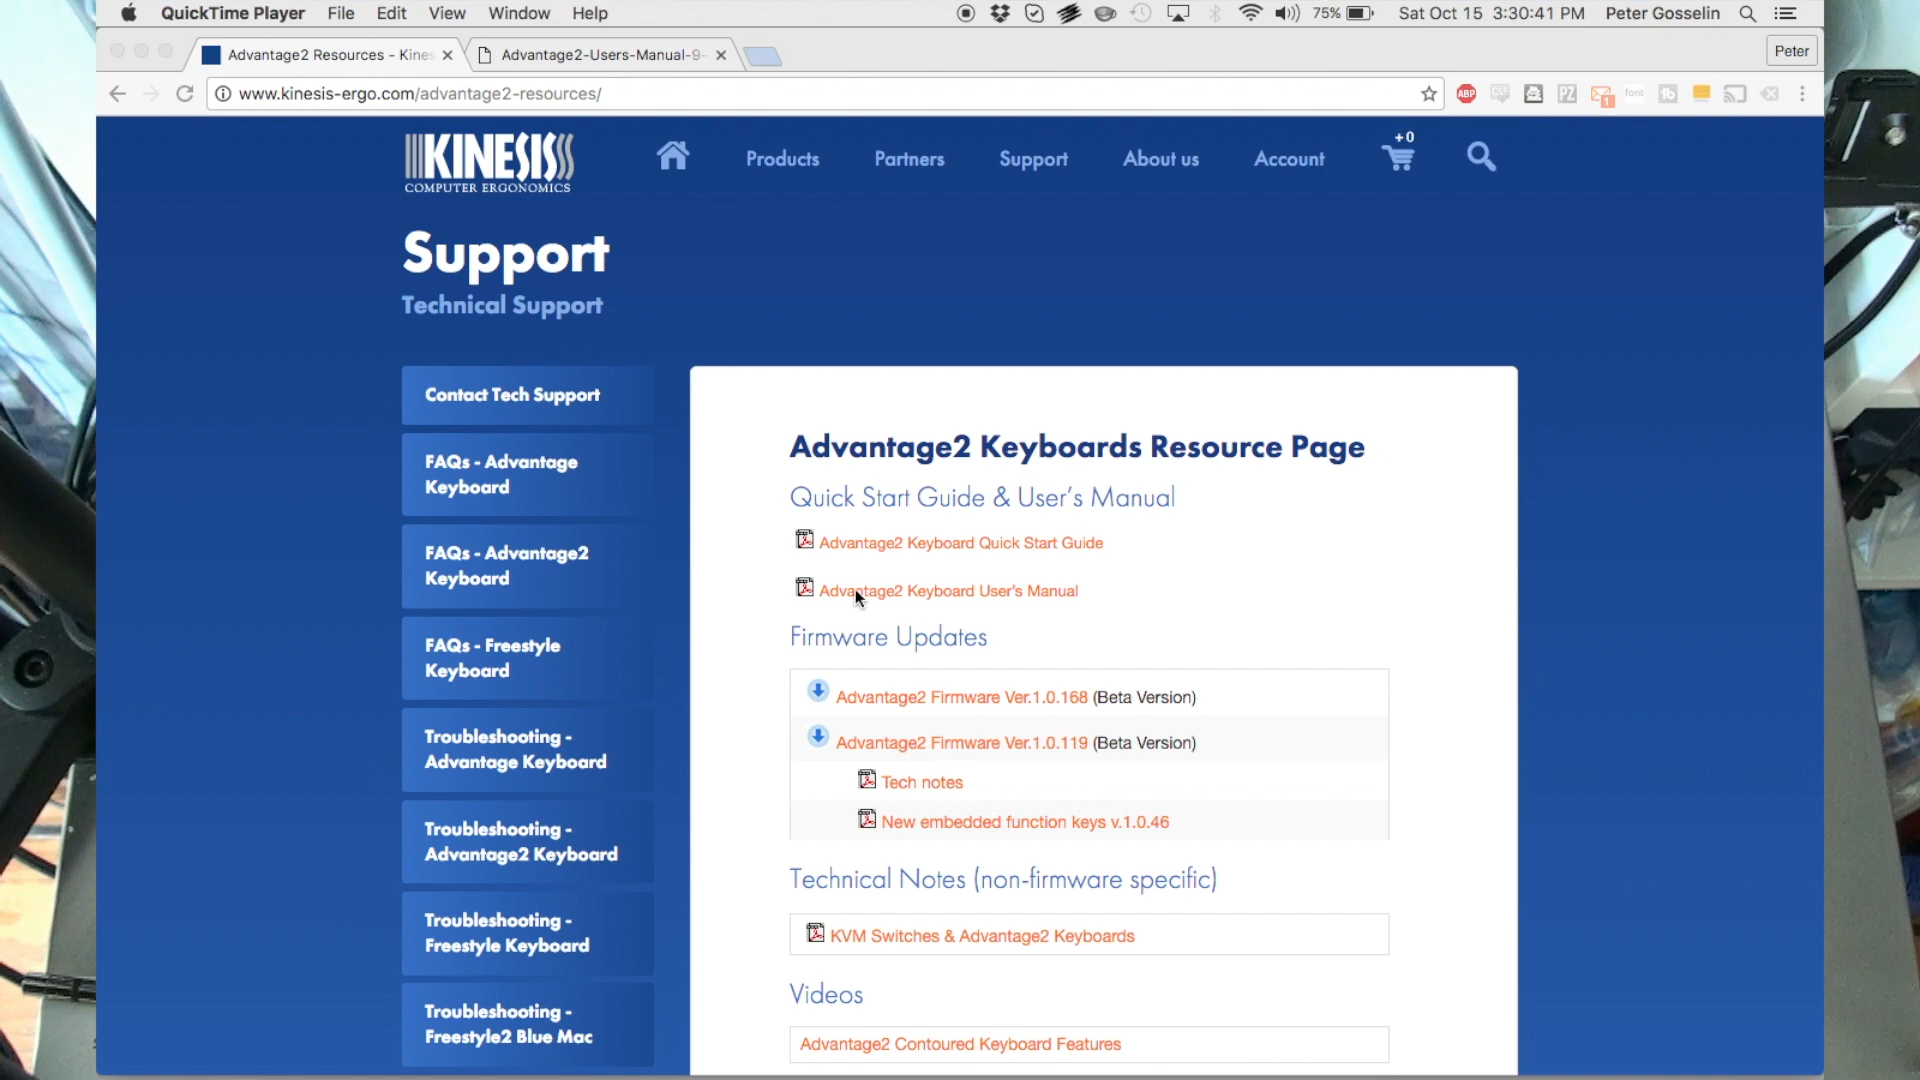 QuickTime Player File Edit View Window Help 75% Sat Oct 15 3:30:41 PM Peter Gosselin
Advantage2 Resources - Kines Advantage2-Users-Manual-9- Peter
www.kinesis-ergo.com/advantage2-resources/ ABP CSS PZ 1 font tb
KINESIS
COMPUTER ERGONOMICS
Products Partners Support About us Account +0
Support
Technical Support
Contact Tech Support
FAQs - Advantage
Keyboard
FAQs - Advantage2
Keyboard
FAQs - Freestyle
Keyboard
Troubleshooting -
Advantage Keyboard
Troubleshooting -
Advantage2 Keyboard
Troubleshooting -
Freestyle Keyboard
Troubleshooting -
Freestyle2 Blue Mac
Advantage2 Keyboards Resource Page
Quick Start Guide & User's Manual
Advantage2 Keyboard Quick Start Guide
Advantage2 Keyboard User's Manual
Firmware Updates
Advantage2 Firmware Ver.1.0.168 (Beta Version)
Advantage2 Firmware Ver.1.0.119 (Beta Version)
Tech notes
New embedded function keys v.1.0.46
Technical Notes (non-firmware specific)
KVM Switches & Advantage2 Keyboards
Videos
Advantage2 Contoured Keyboard Features